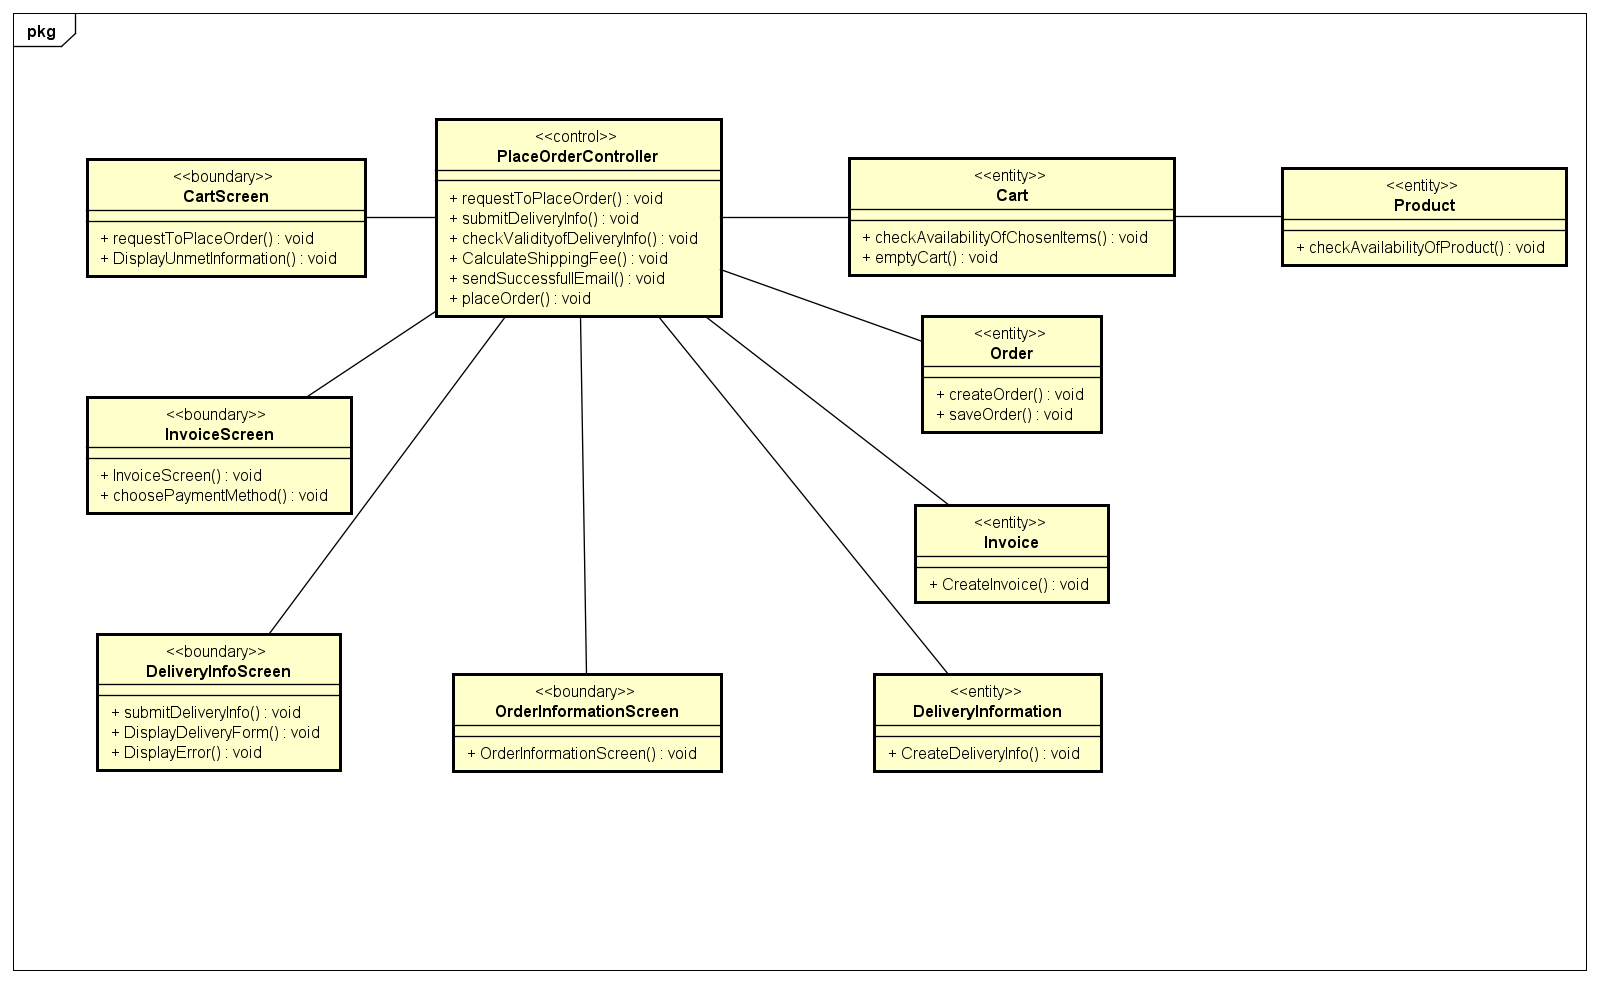 pkg
<<boundary>>
CartScreen
+ requestToPlaceOrder() : void
+ DisplayUnmetInformation() : void
<<control>>
PlaceOrderController
+ requestToPlaceOrder() : void
+ submitDeliveryInfo() : void
+ checkValidityofDeliveryInfo() : void
+ CalculateShippingFee() : void
+ sendSuccessfullEmail() : void
+ placeOrder() : void
<<entity>>
Cart
+ checkAvailabilityOfChosenItems() : void
+ emptyCart() : void
<<entity>>
Product
+ checkAvailabilityOfProduct() : void
<<entity>>
Order
+ createOrder() : void
+ saveOrder() : void
<<boundary>>
InvoiceScreen
+ InvoiceScreen() : void
+ choosePaymentMethod() : void
<<entity>>
Invoice
+ CreateInvoice() : void
<<boundary>>
DeliveryInfoScreen
+ submitDeliveryInfo() : void
+ DisplayDeliveryForm() : void
+ DisplayError() : void
<<boundary>>
OrderInformationScreen
+ OrderInformationScreen() : void
<<entity>>
DeliveryInformation
+ CreateDeliveryInfo() : void